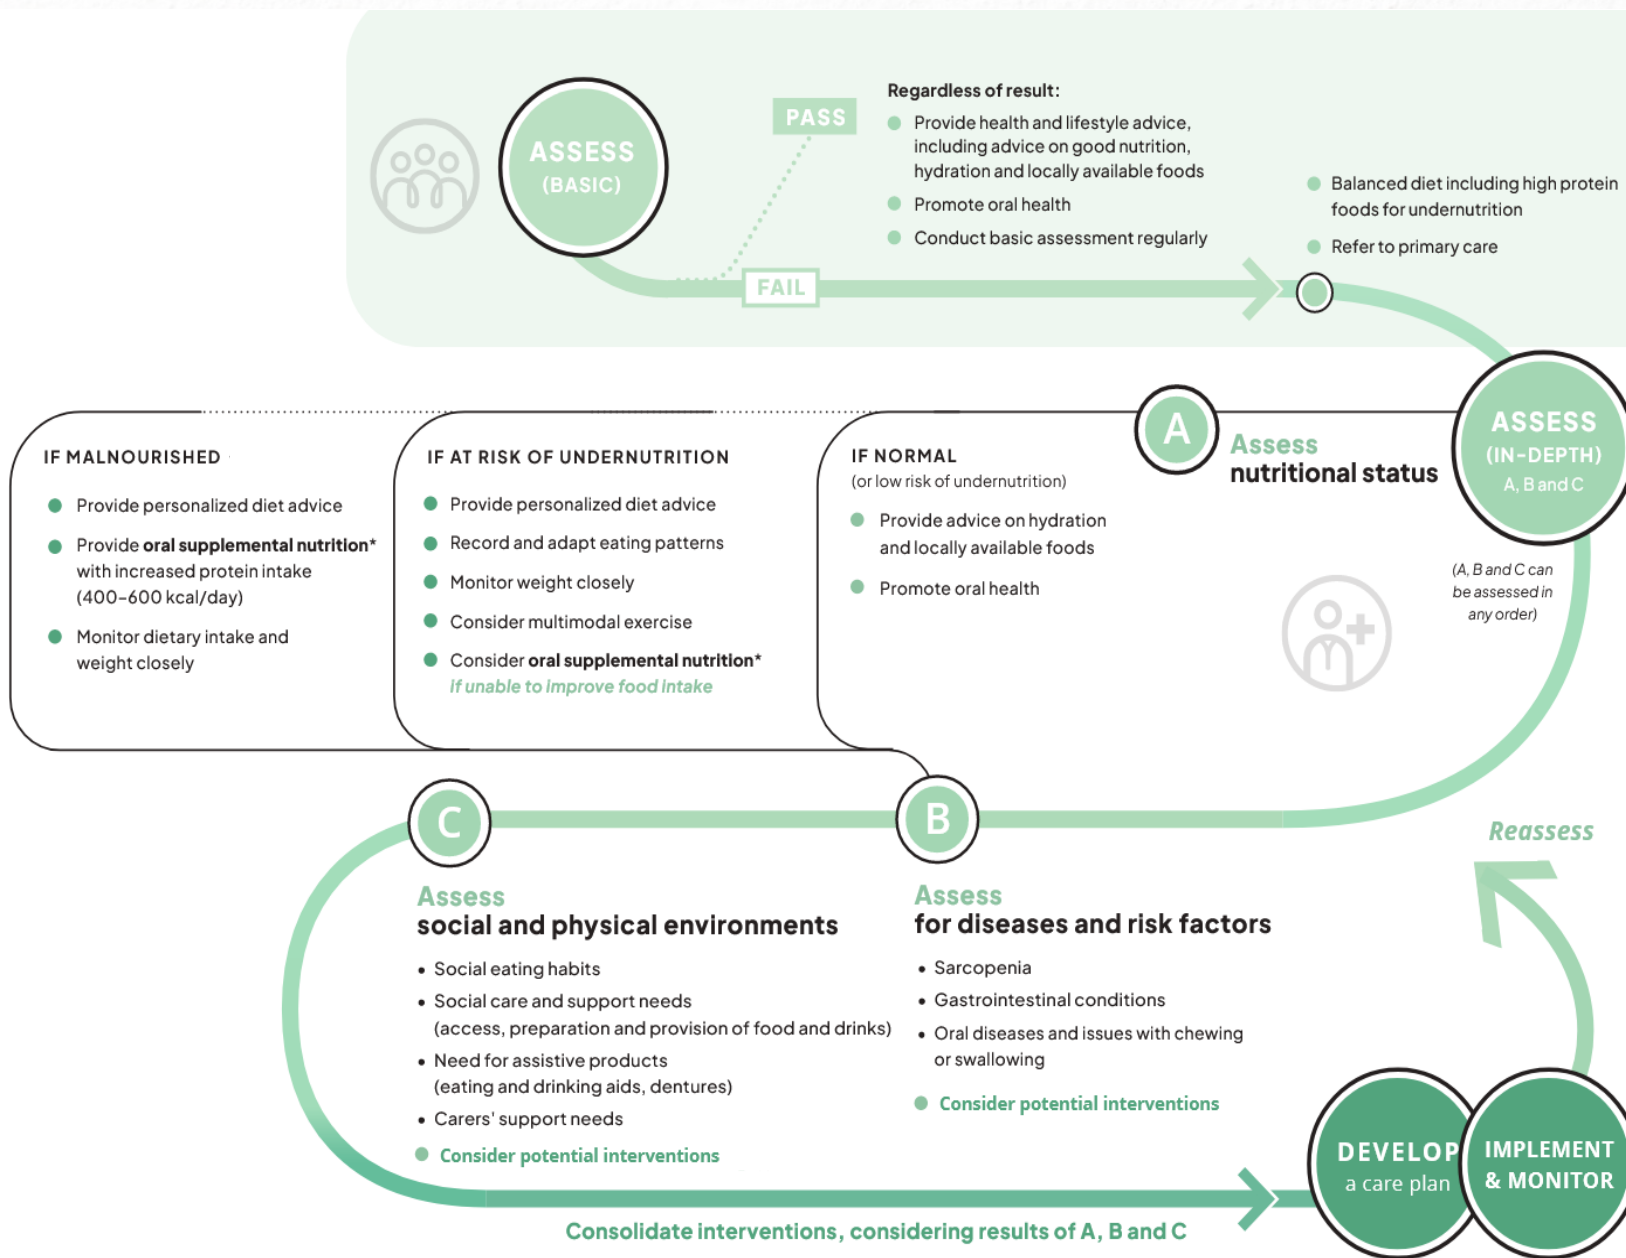 ASSESS
(BASIC)
PASS
FAIL
Regardless of result:
Provide health and lifestyle advice,
including advice on good nutrition,
hydration and locally available foods
Promote oral health
Conduct basic assessment regularly
Balanced diet including high protein
foods for undernutrition
Refer to primary care
ASSESS
(IN-DEPTH)
A, B and C
(A, B and C can
be assessed in
any order)
A
Assess
nutritional status
IF NORMAL
(or low risk of undernutrition)
Provide advice on hydration
and locally available foods
Promote oral health
IF AT RISK OF UNDERNUTRITION
Provide personalized diet advice
Record and adapt eating patterns
Monitor weight closely
Consider multimodal exercise
Consider oral supplemental nutrition*
if unable to improve food intake
IF MALNOURISHED
Provide personalized diet advice
Provide oral supplemental nutrition*
with increased protein intake
(400–600 kcal/day)
Monitor dietary intake and
weight closely
B
Assess
for diseases and risk factors
• Sarcopenia
• Gastrointestinal conditions
• Oral diseases and issues with chewing
or swallowing
Consider potential interventions
C
Assess
social and physical environments
• Social eating habits
• Social care and support needs
(access, preparation and provision of food and drinks)
• Need for assistive products
(eating and drinking aids, dentures)
• Carers' support needs
Consider potential interventions
Consolidate interventions, considering results of A, B and C
DEVELOP
a care plan
IMPLEMENT
& MONITOR
Reassess